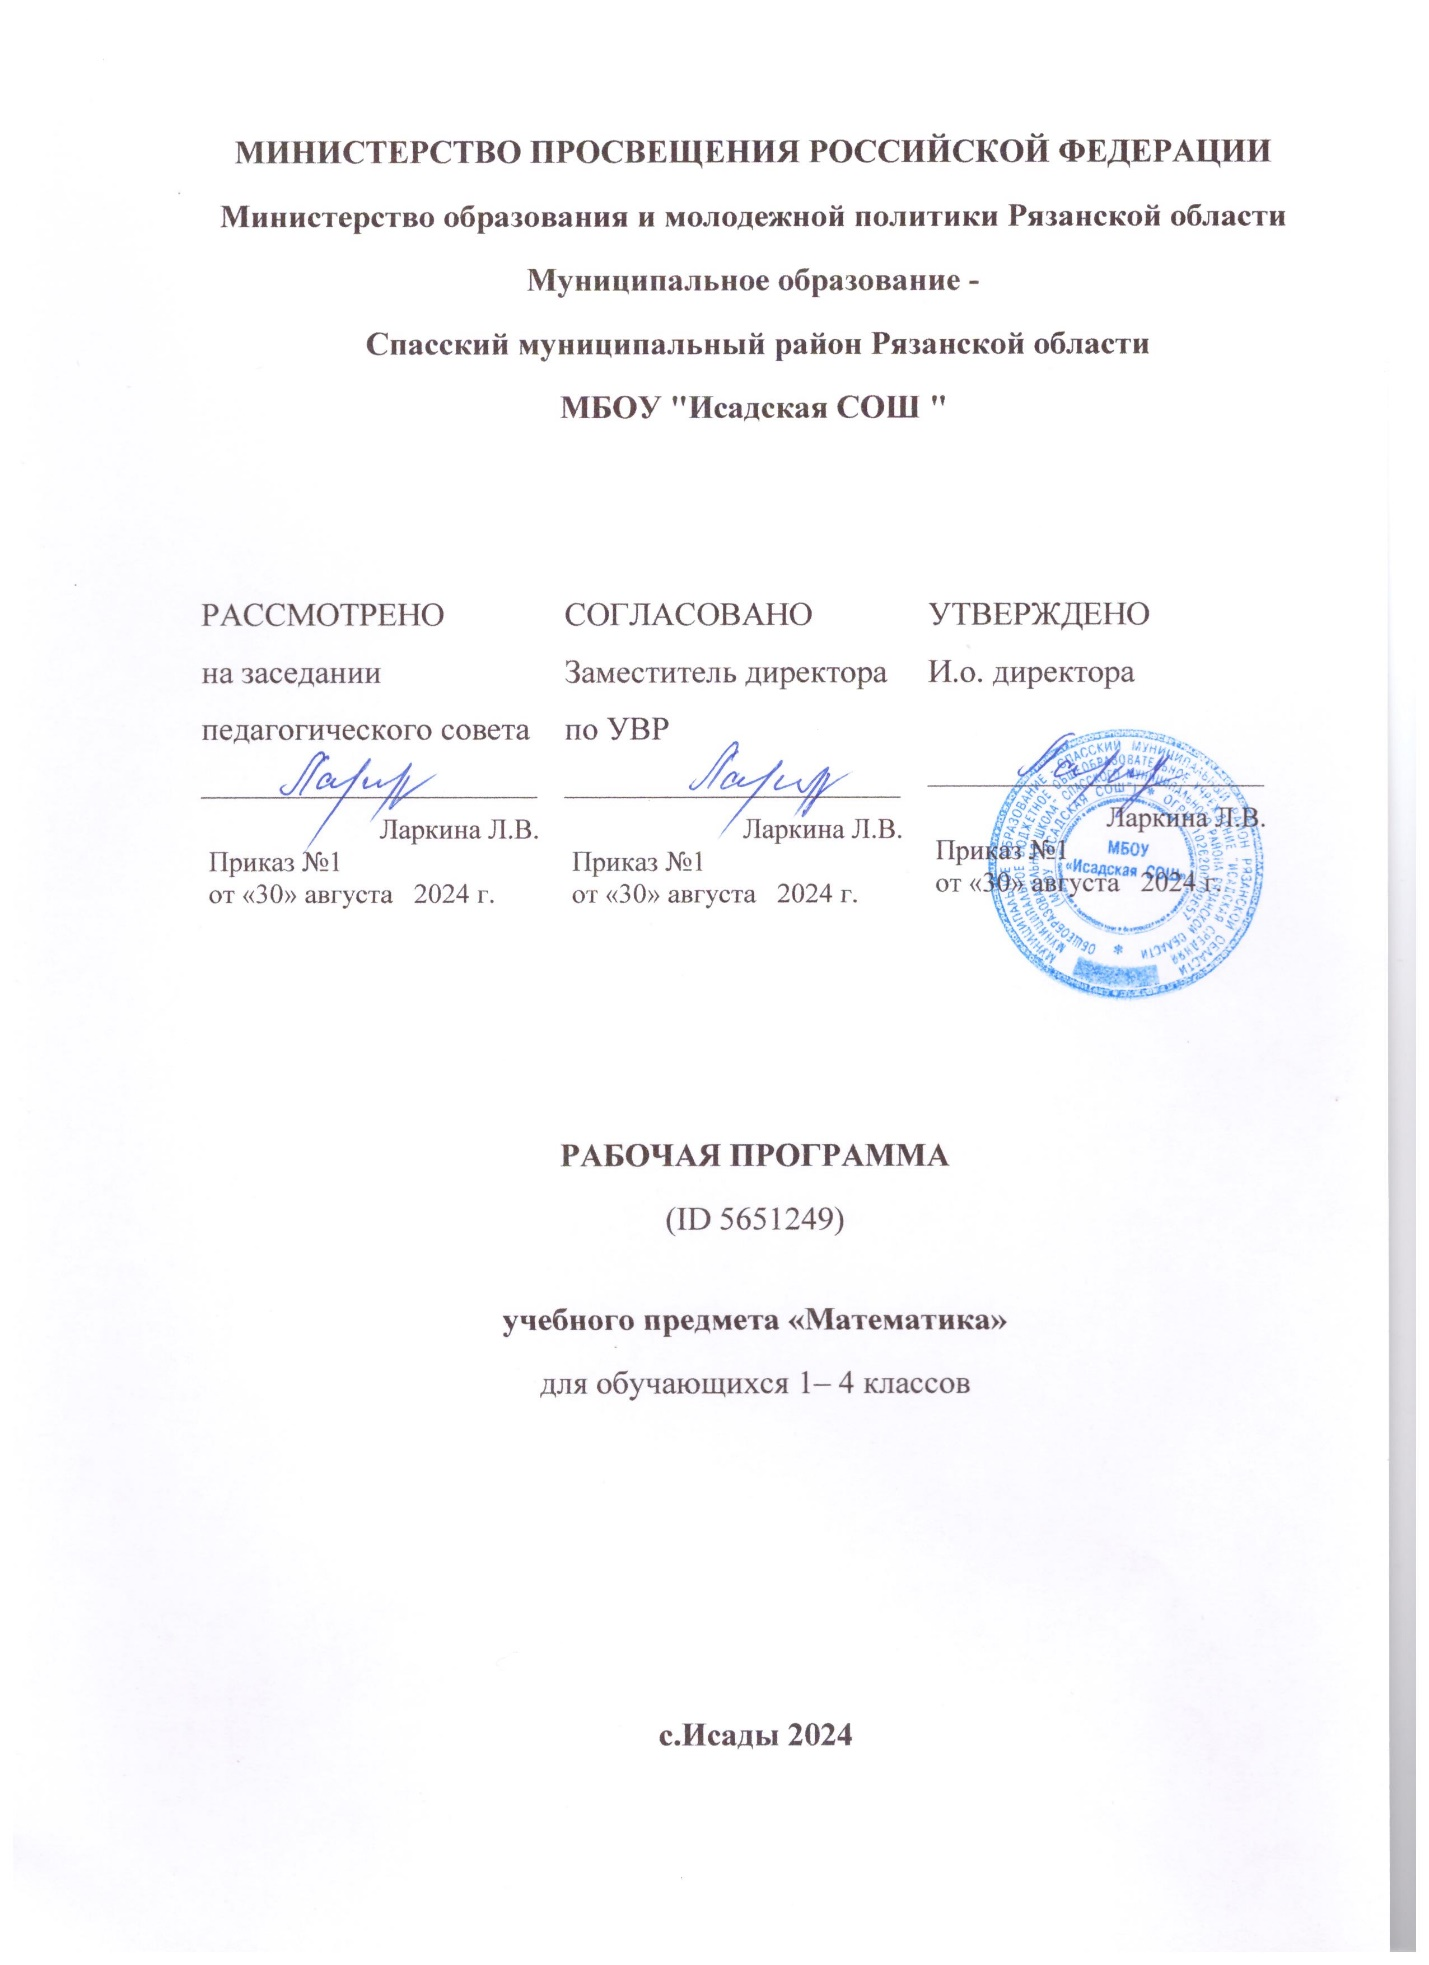 МИНИСТЕРСТВО ПРОСВЕЩЕНИЯ РОССИЙСКОЙ ФЕДЕРАЦИИ
Министерство образования и молодежной политики Рязанской области
Муниципальное образование -
Спасский муниципальный район Рязанской области
МБОУ "Исадская СОШ "
РАССМОТРЕНО
на заседании
педагогического совета
Ларкина Л.В.
Приказ №1
от «30» августа 2024 г.
СОГЛАСОВАНО
Заместитель директора
по УВР
Ларкина Л.В.
Приказ №1
от «30» августа 2024 г.
УТВЕРЖДЕНО
И.о. директора
Ларкина Л.В.
Приказ №1
от «30» августа 2024 г.
МБОУ
«Исадская СОШ»
РАБОЧАЯ ПРОГРАММА
(ID 5651249)
учебного предмета «Математика»
для обучающихся 1– 4 классов
с.Исады 2024